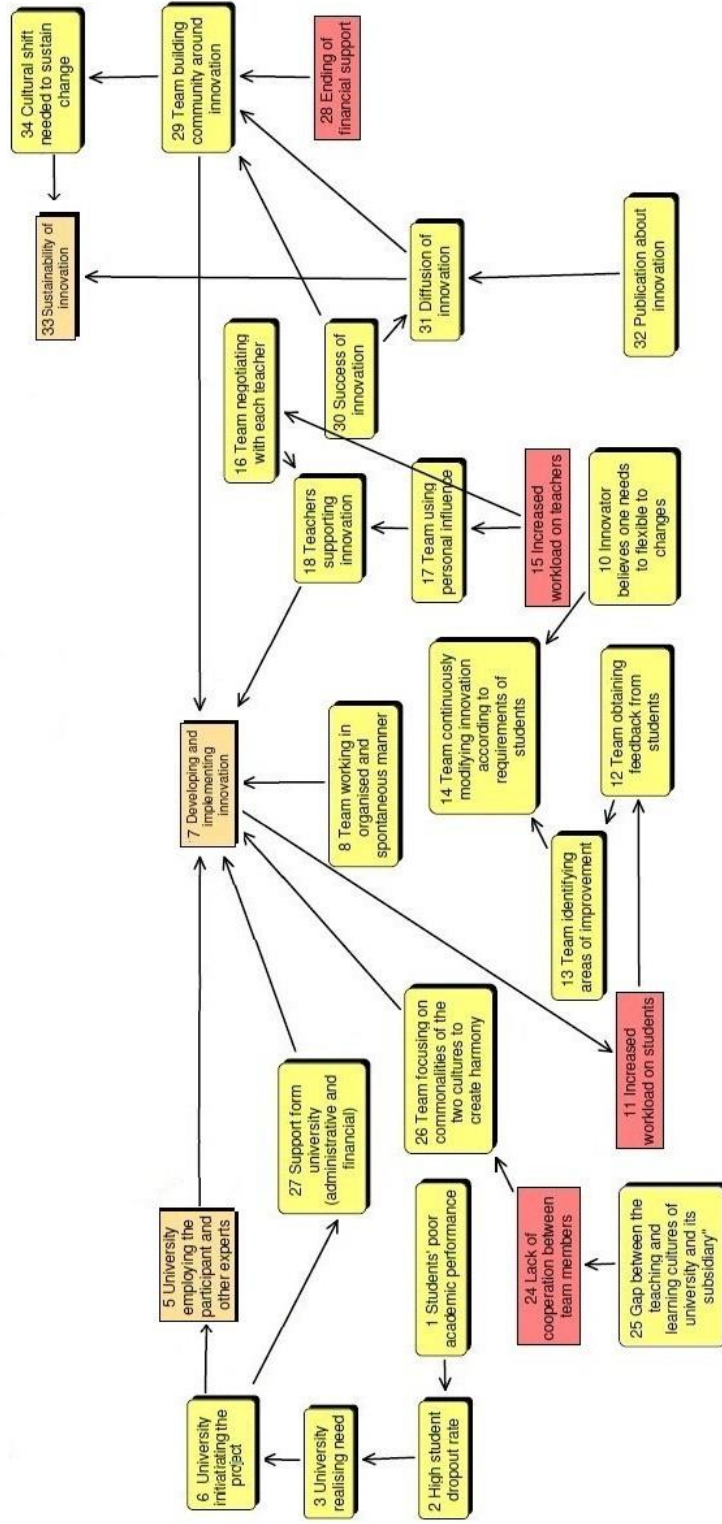 6 University
initiatiating the
project
5 University
employing the
participant and
other experts
3 University
realising need
2 High student
dropout rate
1 Students' poor
academic performance
27 Support form
university
(administrative and
financial)
24 Lack of
cooperation between
team members
25 Gap between the
teaching and
learning cultures of
university and its
subsidiary"
26 Team focusing on
commonalities of the
two cultures to
create harmony
7 Developing and
implementing
innovation
8 Team working in
organised and
spontaneous manner
11 Increased
workload on students
13 Team identifying
areas of improvement
12 Team obtaining
feedback from
students
14 Team continuously
modifying innovation
according to
requirements of
students
10 Innovator
believes one needs
to flexible to
changes
15 Increased
workload on teachers
17 Team using
personal influence
18 Teachers
supporting
innovation
16 Team negotiating
with each teacher
30 Success of
innovation
31 Diffusion of
innovation
32 Publication about
innovation
33 Sustainability of
innovation
34 Cultural shift
needed to sustain
change
29 Team building
community around
innovation
28 Ending of
financial support